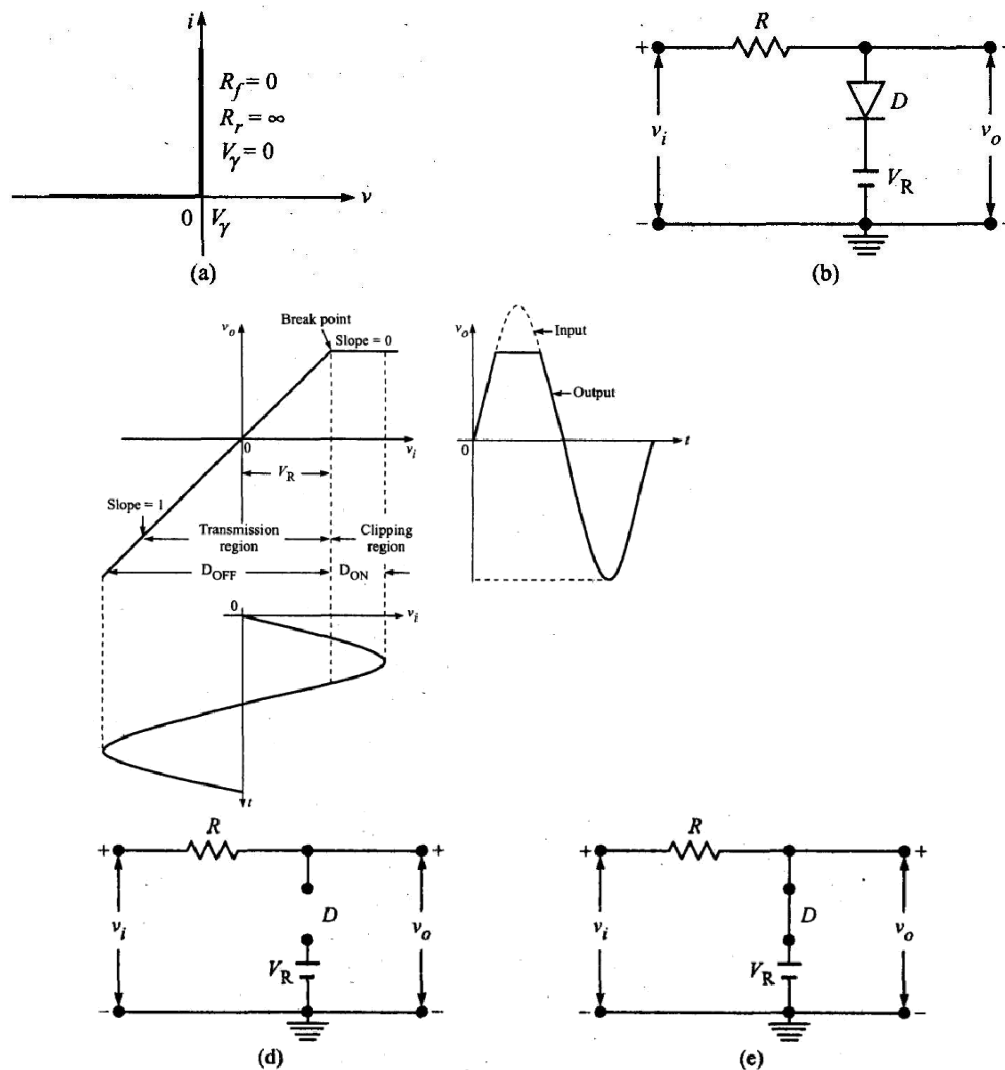 i
R_f = 0
R_r = ∞
V_γ = 0
v
0 V_γ
(a)
R
+
D
v_i
v_o
V_R
-
(b)
v_o
Break point
Slope = 0
0
v_i
V_R
Slope = 1
Transmission region
Clipping region
D_OFF
D_ON
0
v_i
t
v_o
Input
Output
0
t
R
+ +
v_i
D
v_o
V_R
- -
(d)
R
+ +
v_i
D
v_o
V_R
- -
(e)